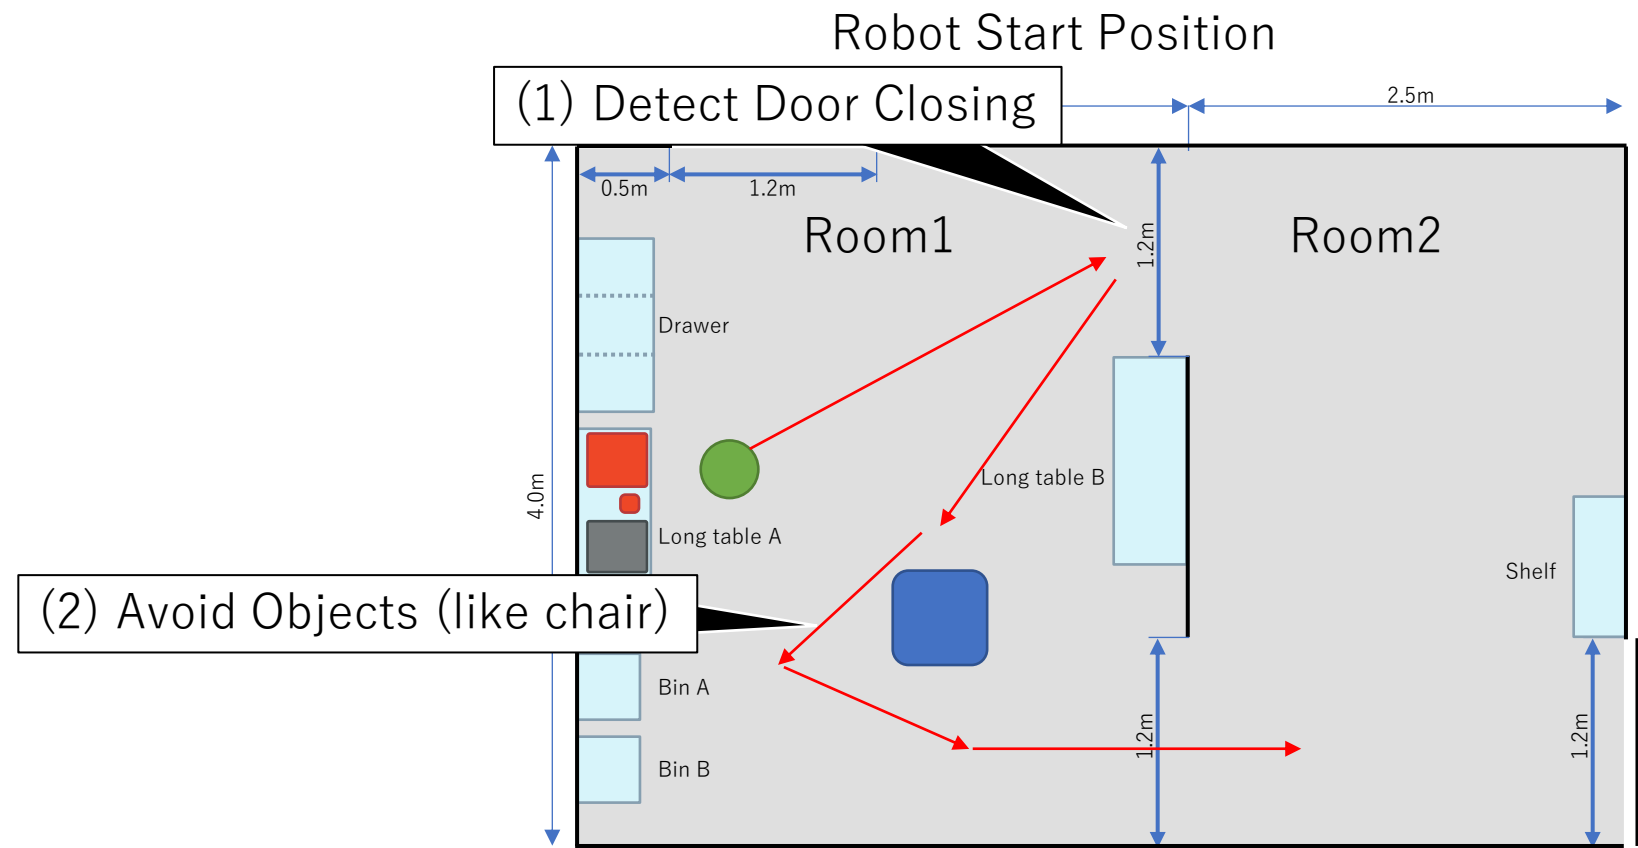 Robot Start Position
(1) Detect Door Closing
2.5m
0.5m
1.2m
Room1
1.2m
Room2
Drawer
4.0m
Long table B
Long table A
Shelf
(2) Avoid Objects (like chair)
Bin A
1.2m
1.2m
Bin B